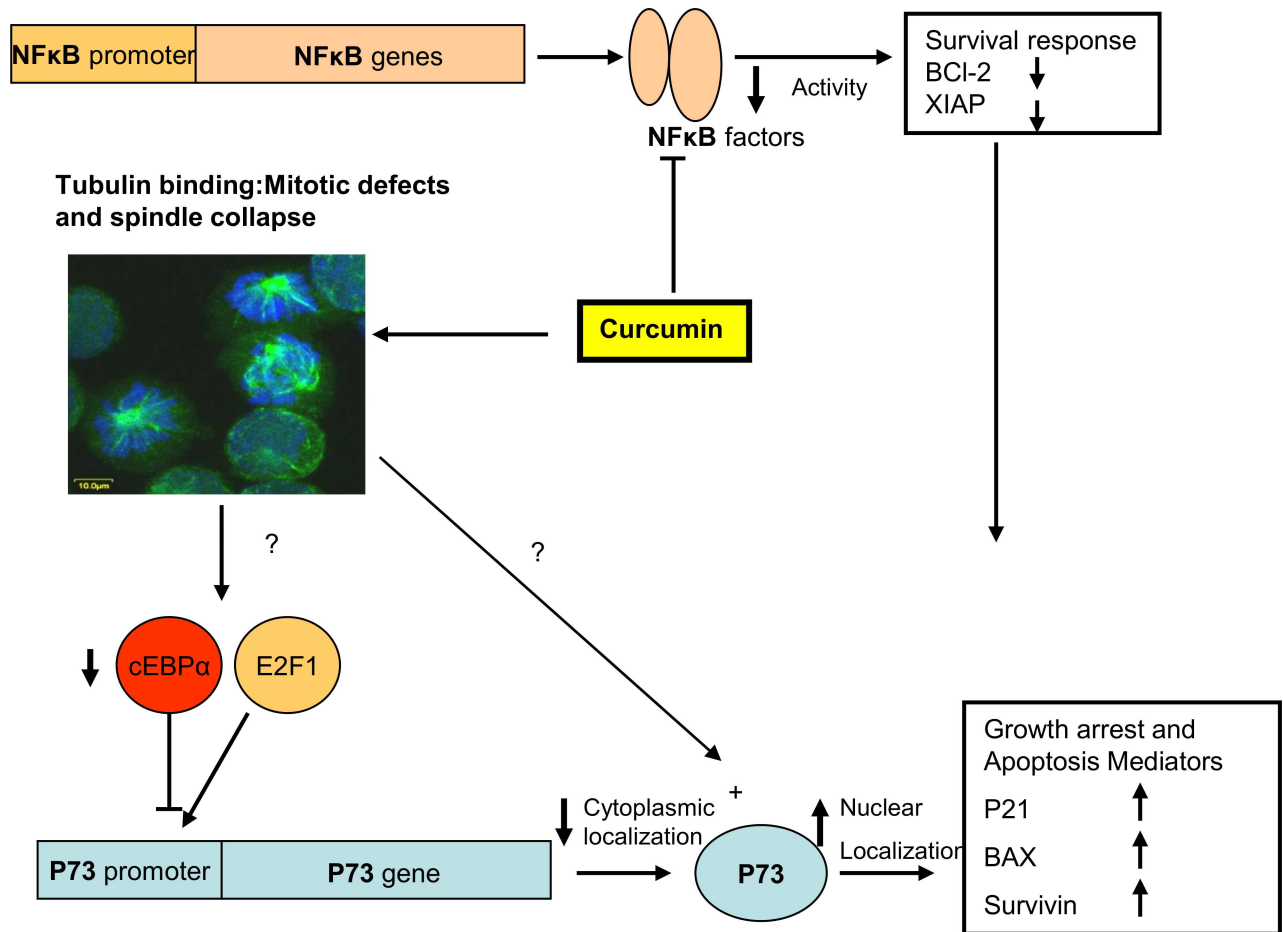 NFκB promoter
NFκB genes
Activity
NFκB factors
Survival response
BCl-2
XIAP
Tubulin binding:Mitotic defects
and spindle collapse
10.0µm
Curcumin
?
?
cEBPα
E2F1
P73 promoter
P73 gene
Cytoplasmic
localization
+
P73
Nuclear
Localization
Growth arrest and
Apoptosis Mediators
P21
BAX
Survivin